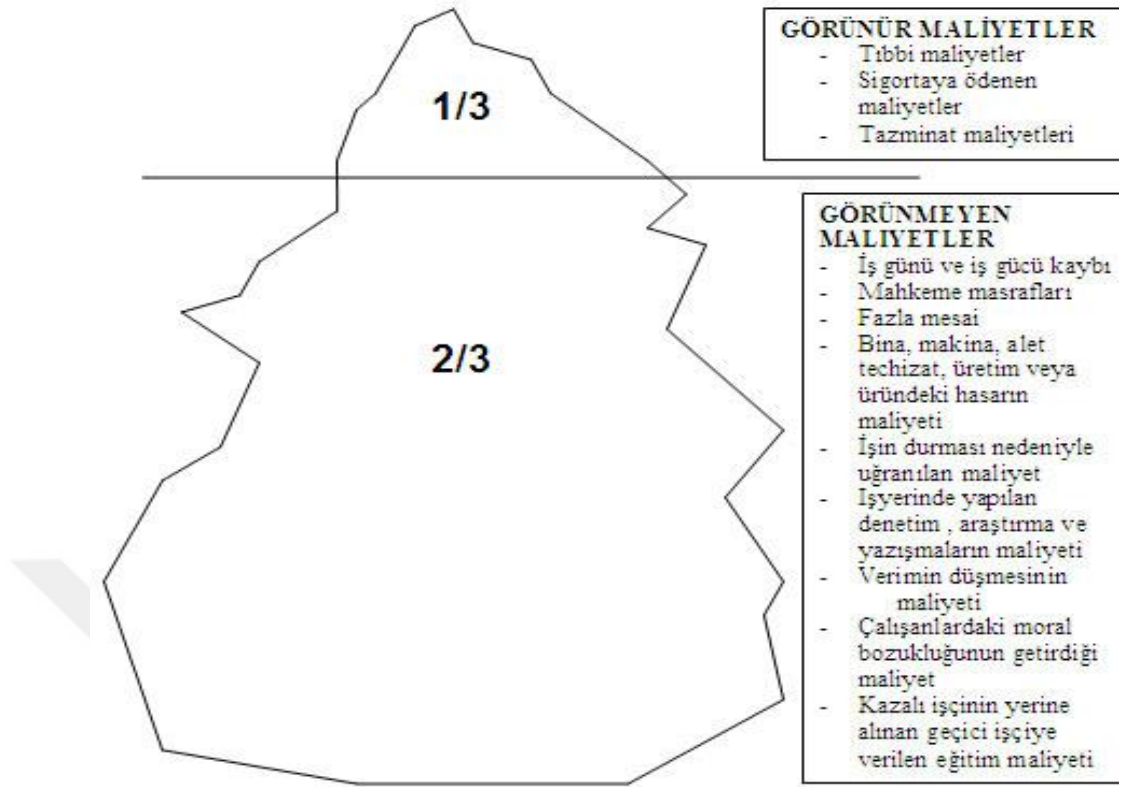 1/3
2/3
GÖRÜNÜR MALİYETLER
- Tıbbi maliyetler
- Sigortaya ödenen
maliyetler
- Tazminat maliyetleri
GÖRÜNMEYEN
MALIYETLER
- İş günü ve iş gücü kaybı
- Mahkeme masrafları
- Fazla mesai
- Bina, makina, alet
techizat, üretim veya
üründeki hasarın
maliyeti
- İşin durması nedeniyle
uğranılan maliyet
- Işyerinde yapılan
denetim , araştırma ve
yazışmaların maliyeti
- Verimin düşmesinin
maliyeti
- Çalışanlardaki moral
bozukluğunun getirdiği
maliyet
- Kazalı işçinin yerine
alınan geçici işçiye
verilen eğitim maliyeti